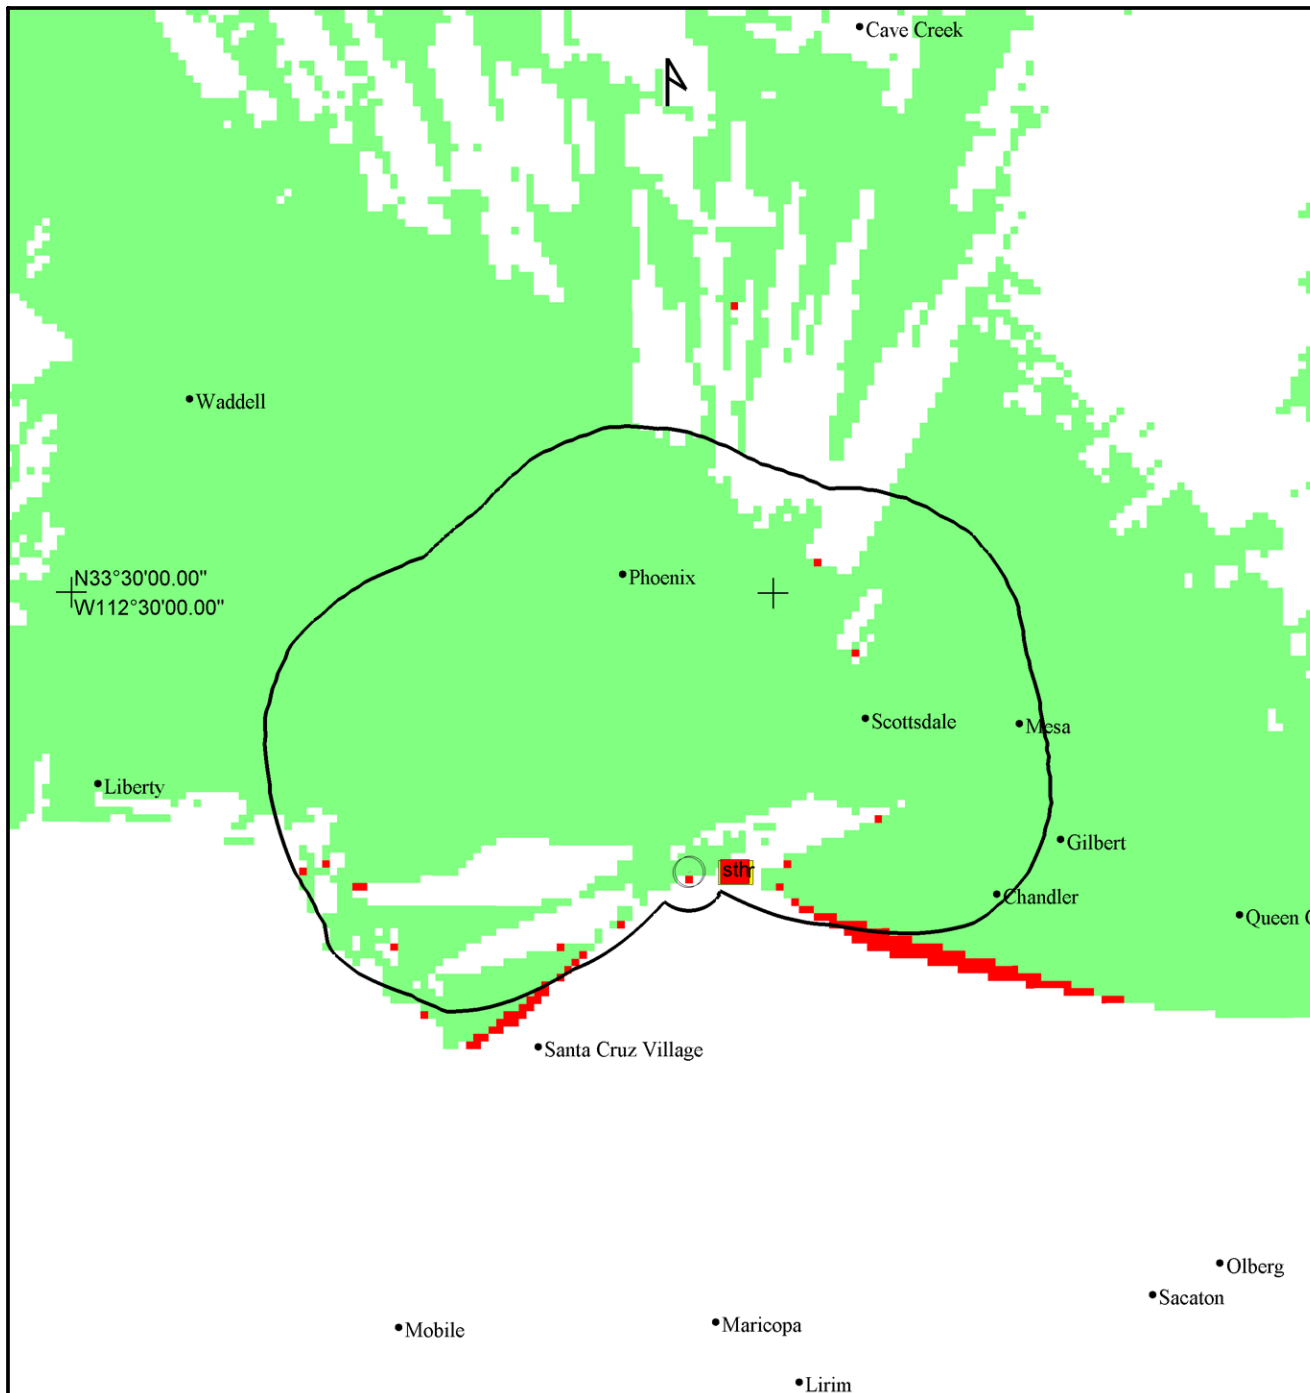 Cave Creek
Waddell
N33°30'00.00"
W112°30'00.00"
Phoenix
Scottsdale
Mesa
Liberty
Gilbert
sthr
Chandler
Queen C
Santa Cruz Village
Olberg
Sacaton
Mobile
Maricopa
Lirim